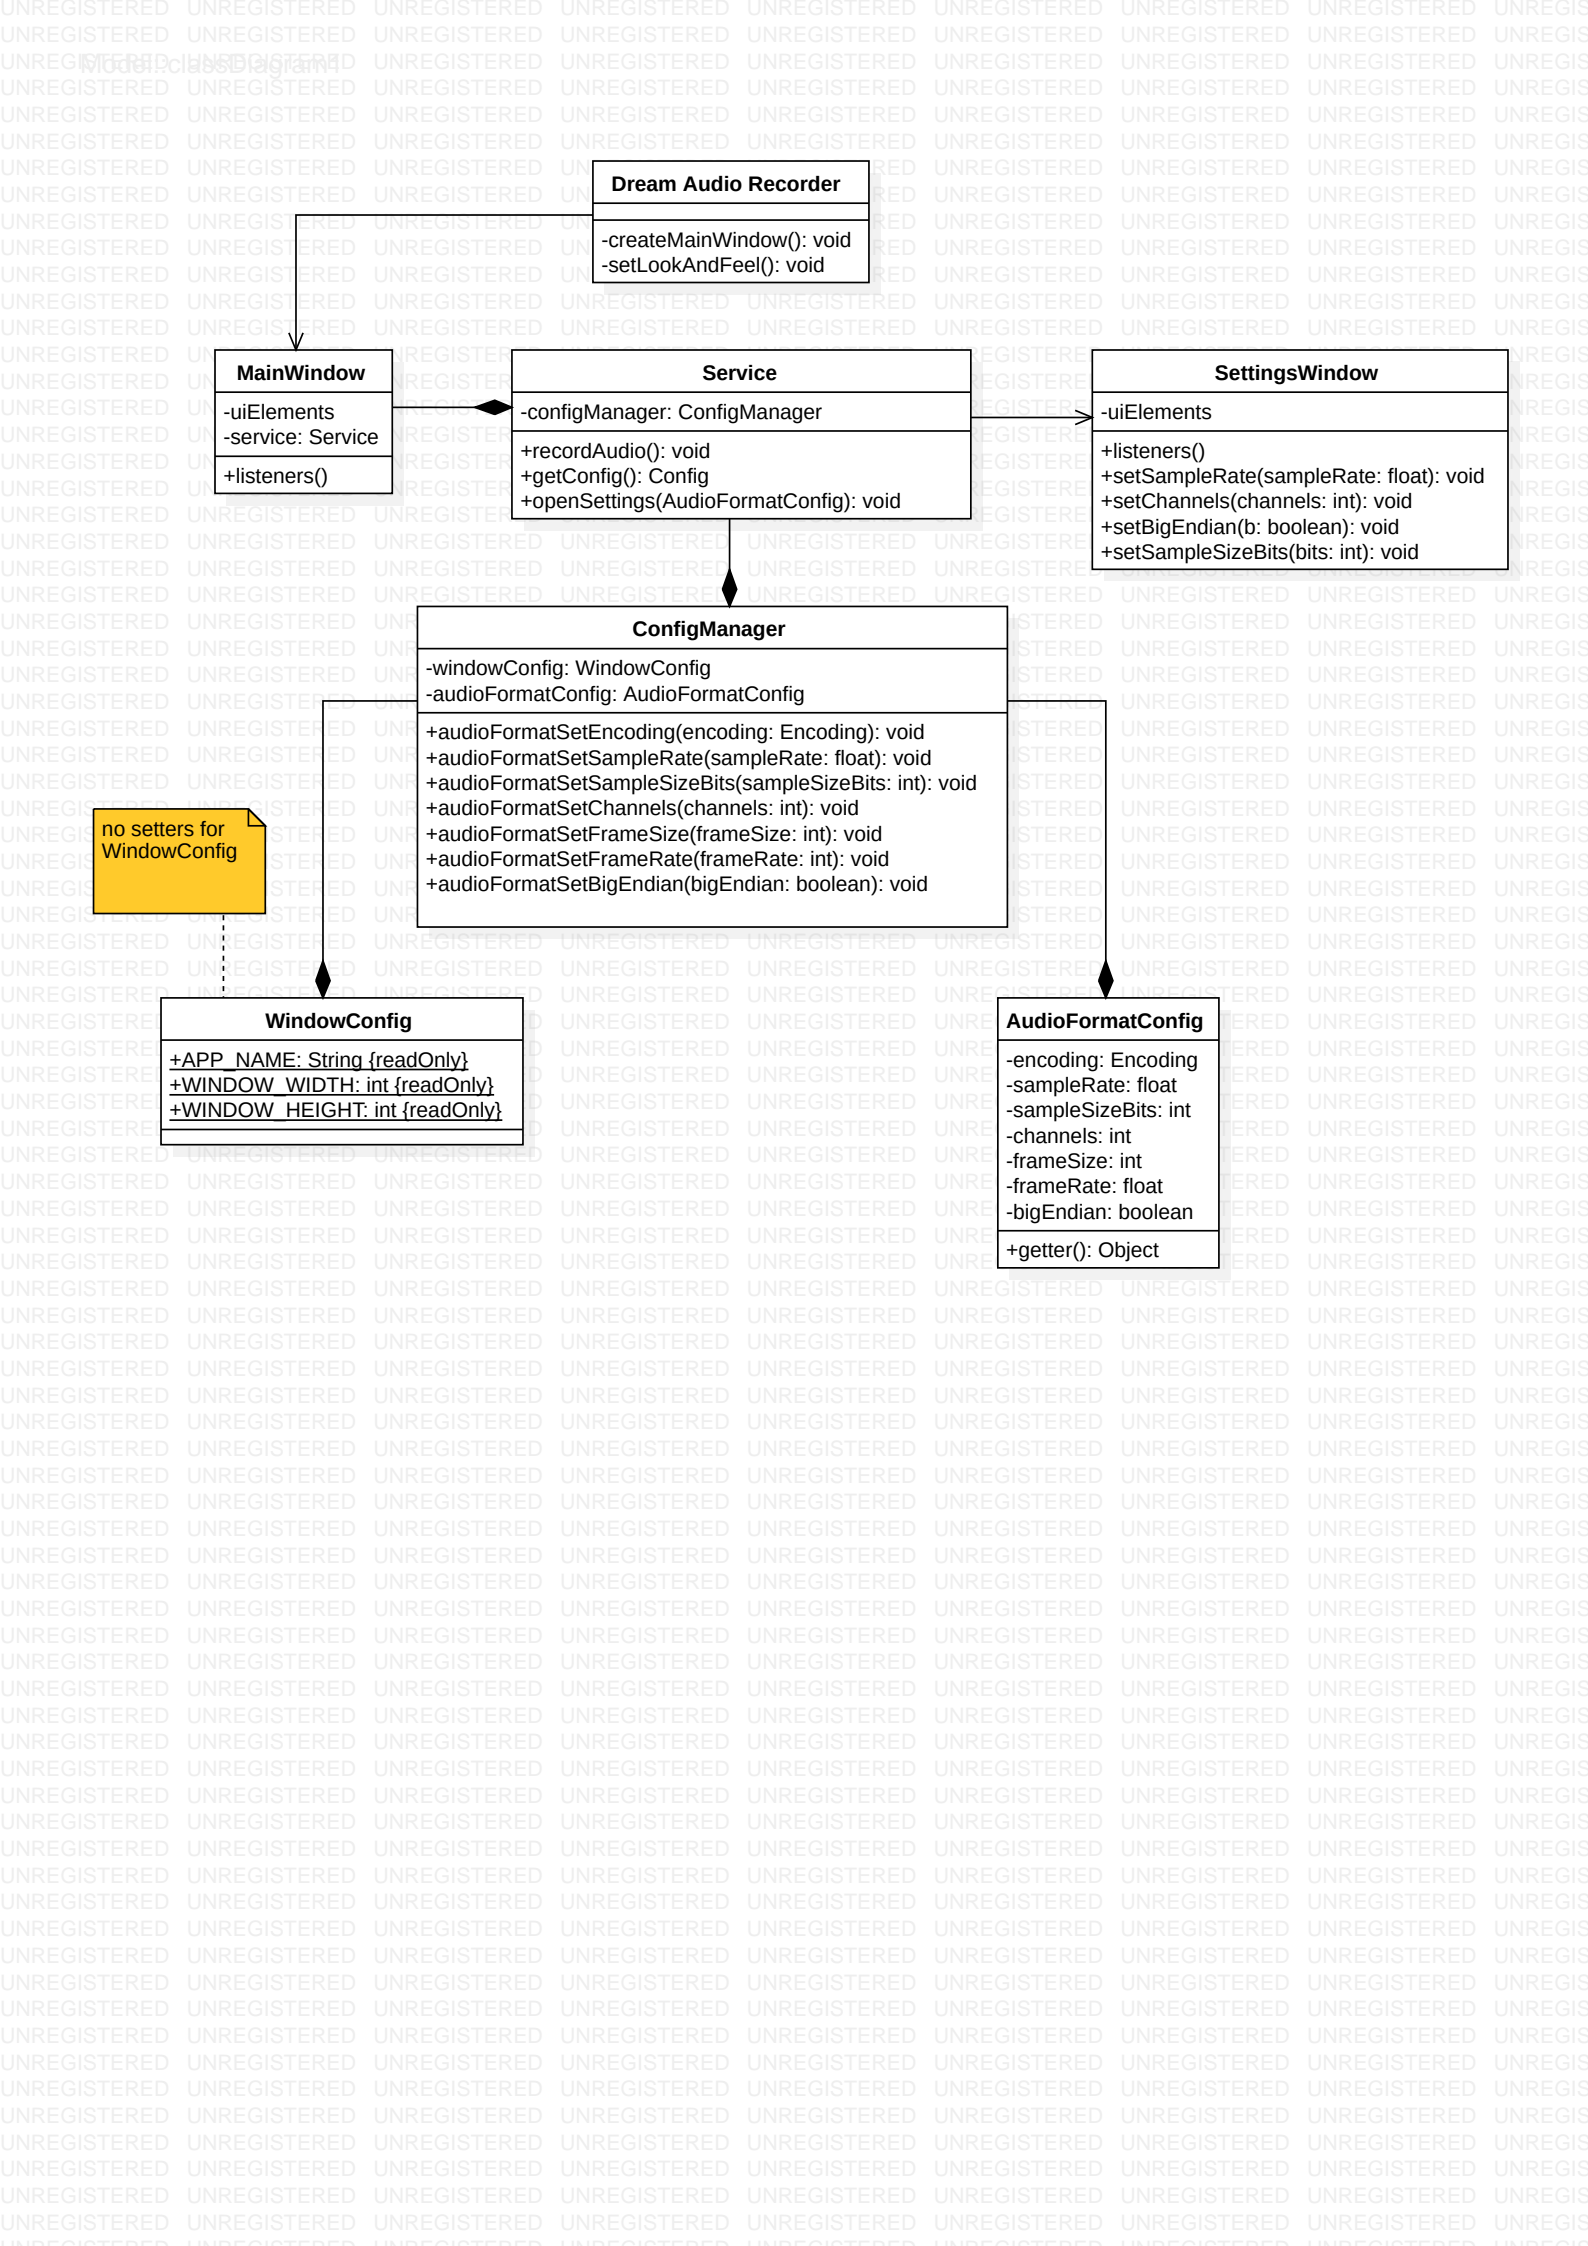 Model::classDiagram1
Dream Audio Recorder
-createMainWindow(): void
-setLookAndFeel(): void
MainWindow
-uiElements
-service: Service
+listeners()
Service
-configManager: ConfigManager
+recordAudio(): void
+getConfig(): Config
+openSettings(AudioFormatConfig): void
SettingsWindow
-uiElements
+listeners()
+setSampleRate(sampleRate: float): void
+setChannels(channels: int): void
+setBigEndian(b: boolean): void
+setSampleSizeBits(bits: int): void
ConfigManager
-windowConfig: WindowConfig
-audioFormatConfig: AudioFormatConfig
+audioFormatSetEncoding(encoding: Encoding): void
+audioFormatSetSampleRate(sampleRate: float): void
+audioFormatSetSampleSizeBits(sampleSizeBits: int): void
+audioFormatSetChannels(channels: int): void
+audioFormatSetFrameSize(frameSize: int): void
+audioFormatSetFrameRate(frameRate: int): void
+audioFormatSetBigEndian(bigEndian: boolean): void
no setters for
WindowConfig
WindowConfig
+APP_NAME: String {readOnly}
+WINDOW_WIDTH: int {readOnly}
+WINDOW_HEIGHT: int {readOnly}
AudioFormatConfig
-encoding: Encoding
-sampleRate: float
-sampleSizeBits: int
-channels: int
-frameSize: int
-frameRate: float
-bigEndian: boolean
+getter(): Object
UNREGISTERED